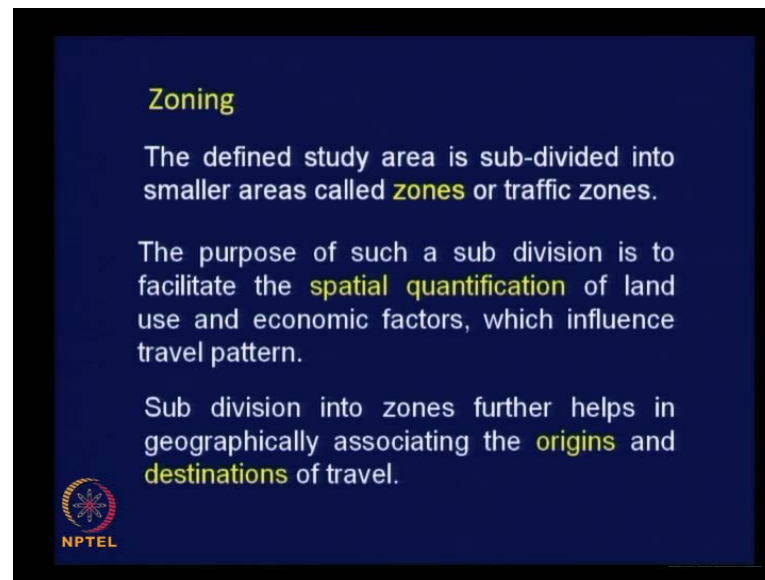 Zoning
The defined study area is sub-divided into
smaller areas called zones or traffic zones.
The purpose of such a sub division is to
facilitate the spatial quantification of land
use and economic factors, which influence
travel pattern.
Sub division into zones further helps in
geographically associating the origins and
destinations of travel.
NPTEL